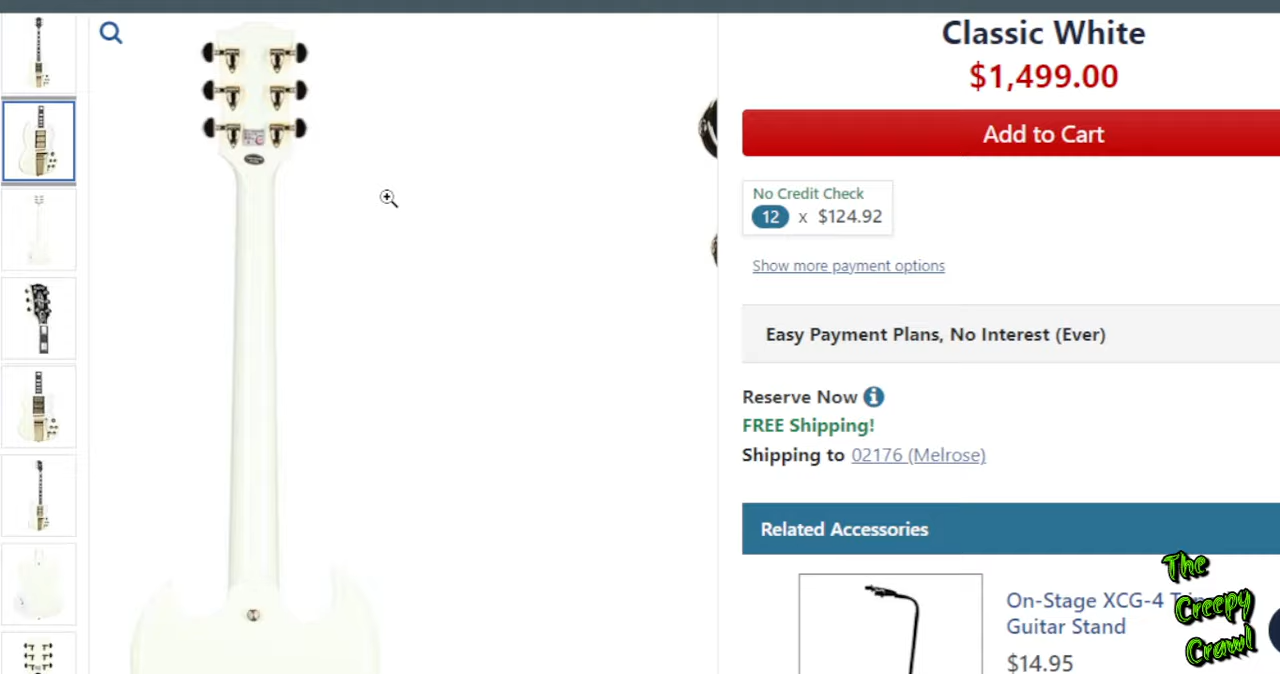 Classic White
$1,499.00
Add to Cart
No Credit Check
12 x $124.92
Show more payment options
Easy Payment Plans, No Interest (Ever)
Reserve Now
FREE Shipping!
Shipping to 02176 (Melrose)
Related Accessories
On-Stage XCG-4
Guitar Stand
$14.95
The
Creepy
Crawl